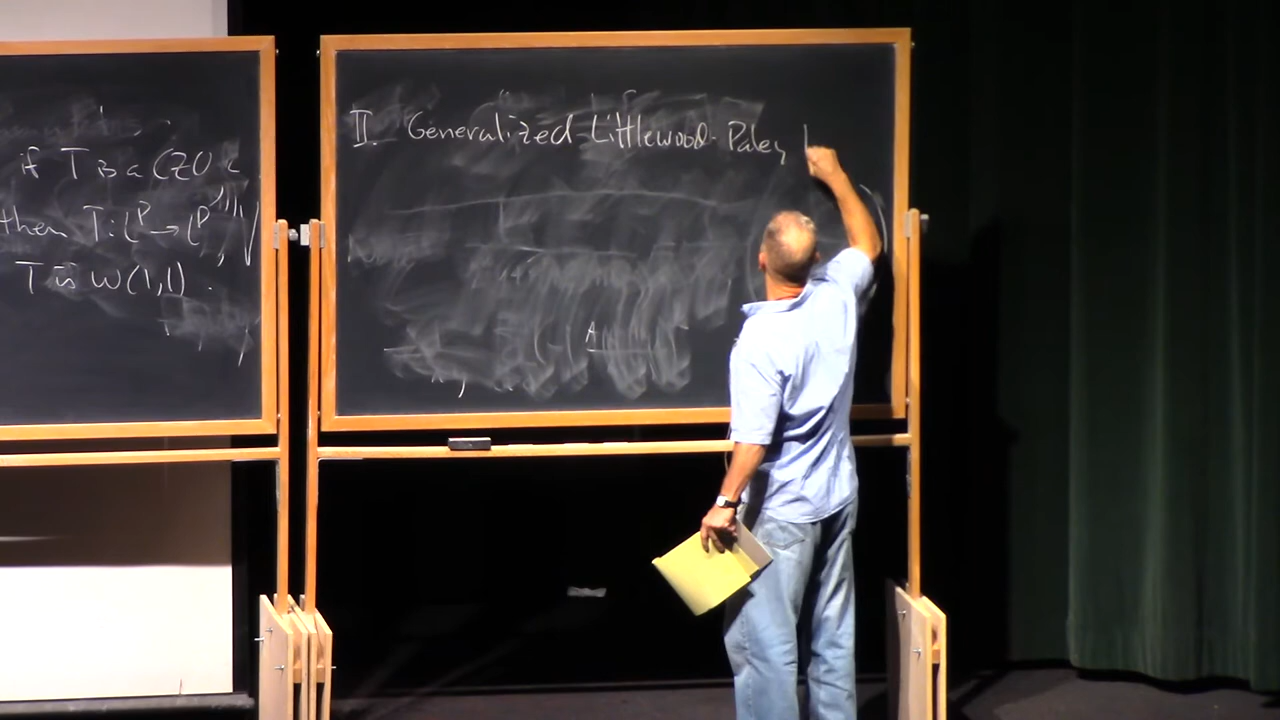 if T is a CZO
then T: L^P → L^P
T is W(1,1).
II. Generalized Littlewood-Paley